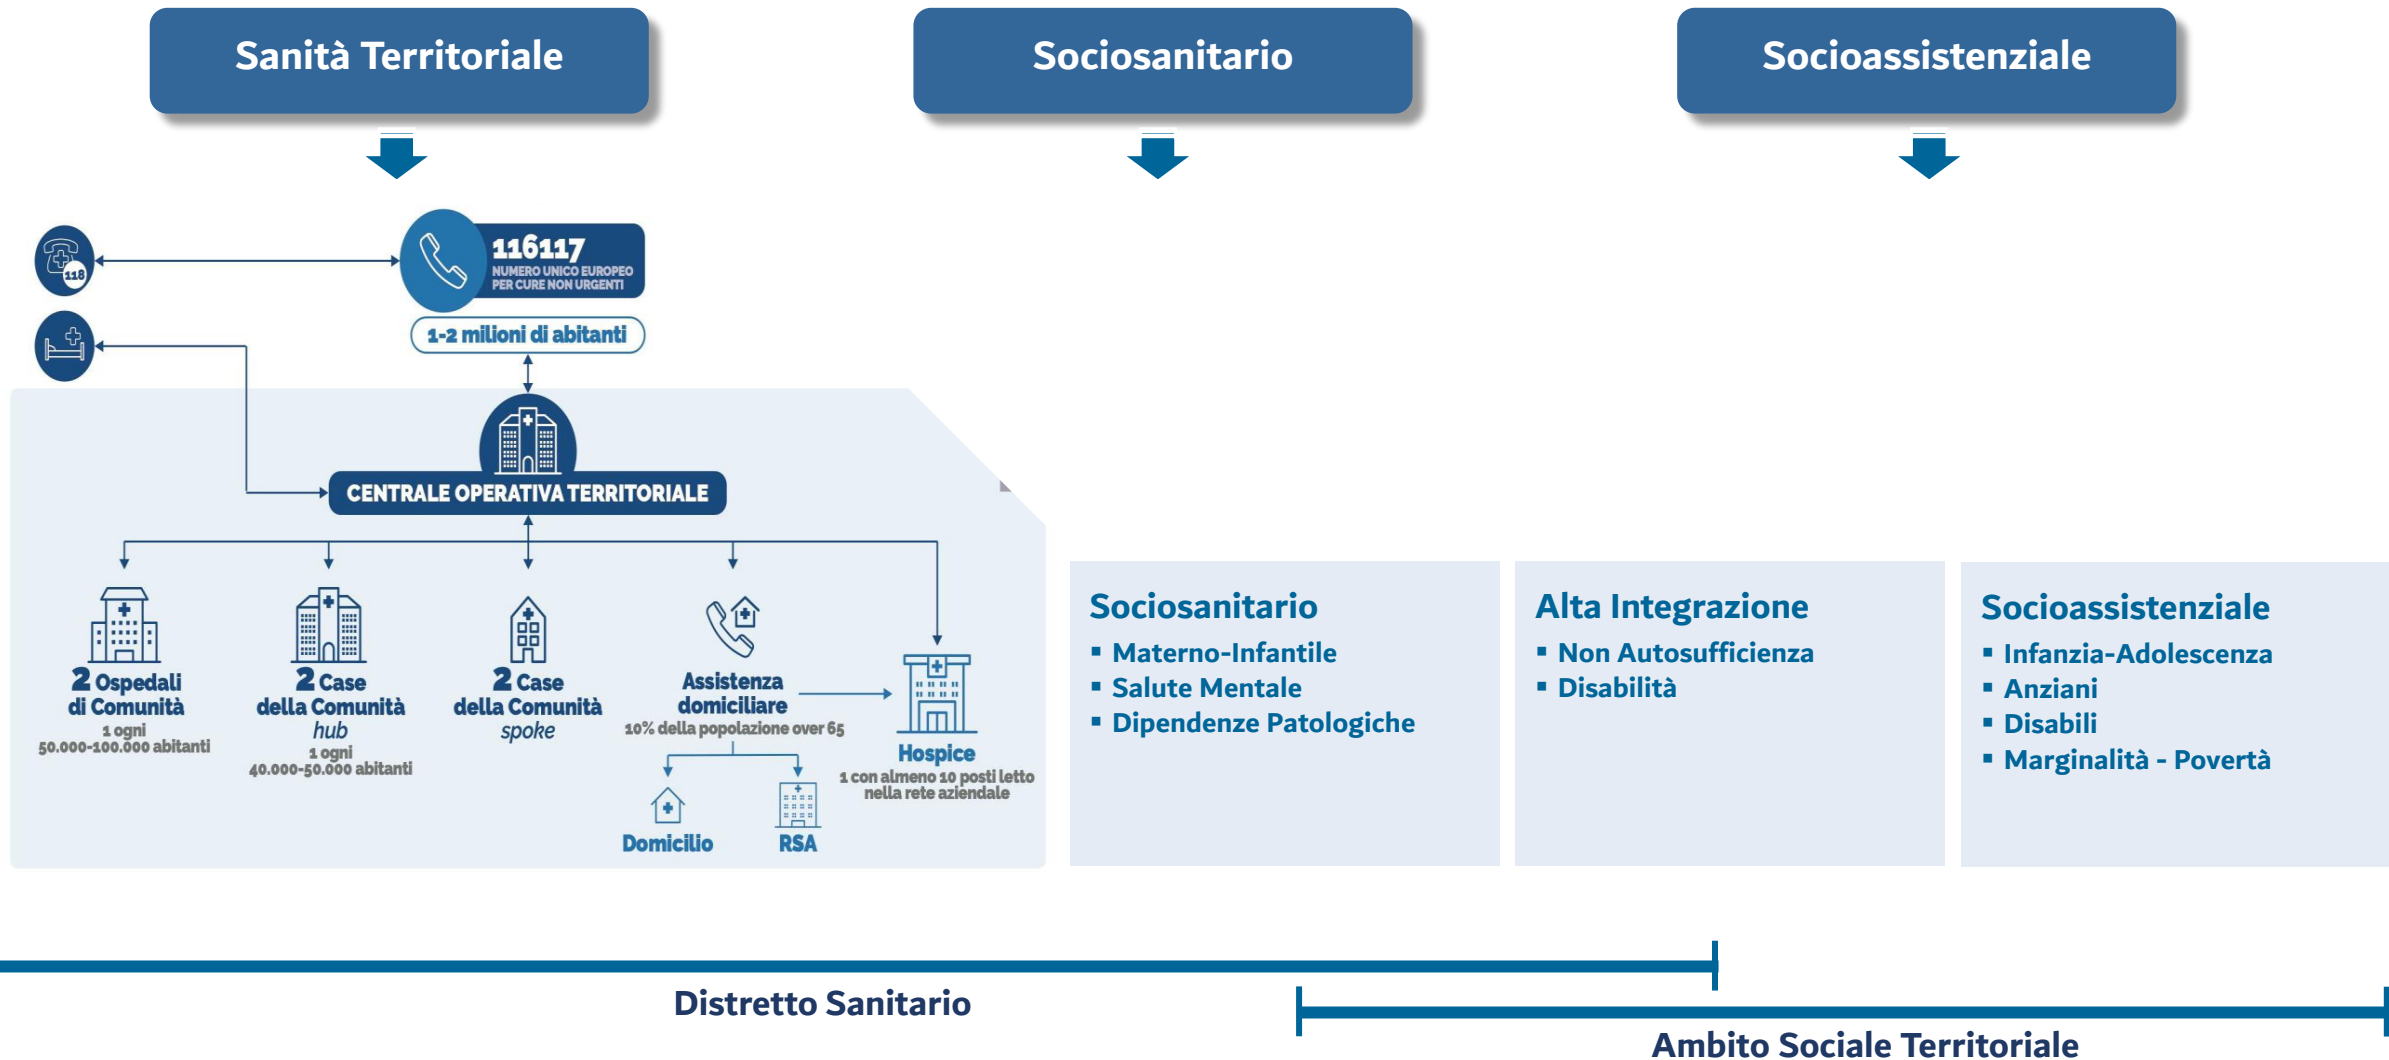 Sanità Territoriale
Sociosanitario
Socioassistenziale
118
116117
NUMERO UNICO EUROPEO
PER CURE NON URGENTI
1-2 milioni di abitanti
CENTRALE OPERATIVA TERRITORIALE
2 Ospedali
di Comunità
1 ogni
50.000-100.000 abitanti
2 Case
della Comunità
hub
1 ogni
40.000-50.000 abitanti
2 Case
della Comunità
spoke
Assistenza
domiciliare
10% della popolazione over 65
Domicilio
RSA
Hospice
1 con almeno 10 posti letto
nella rete aziendale
Sociosanitario
▪ Materno-Infantile
▪ Salute Mentale
▪ Dipendenze Patologiche
Alta Integrazione
▪ Non Autosufficienza
▪ Disabilità
Socioassistenziale
▪ Infanzia-Adolescenza
▪ Anziani
▪ Disabili
▪ Marginalità - Povertà
Distretto Sanitario
Ambito Sociale Territoriale